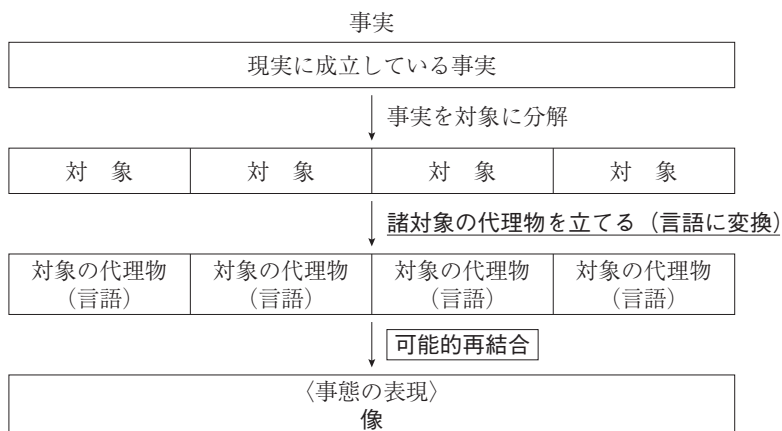 事実
現実に成立している事実
事実を対象に分解
対　象
対　象
対　象
対　象
諸対象の代理物を立てる（言語に変換）
対象の代理物
（言語）
対象の代理物
（言語）
対象の代理物
（言語）
対象の代理物
（言語）
可能的再結合
〈事態の表現〉
像